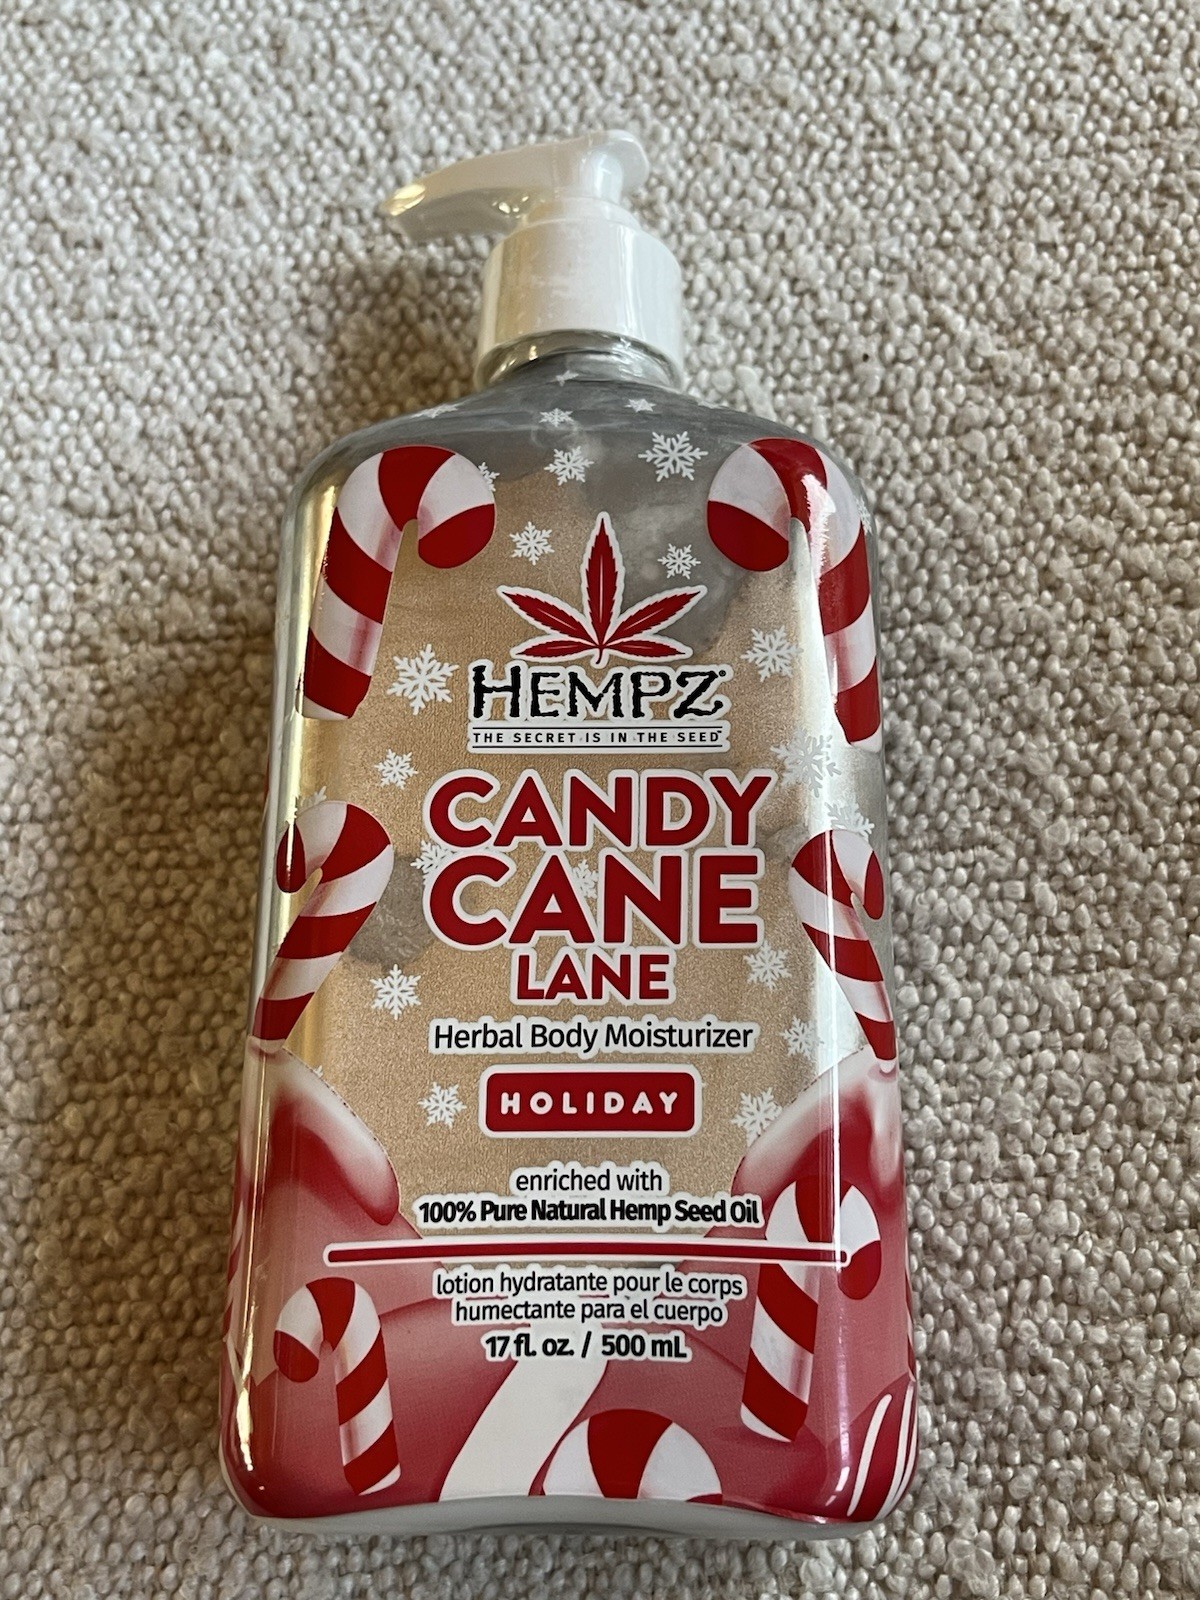 HEMPZ
THE SECRET IS IN THE SEED™
CANDY
CANE
LANE
Herbal Body Moisturizer
HOLIDAY
enriched with
100% Pure Natural Hemp Seed Oil
lotion hydratante pour le corps
humectante para el cuerpo
17 fl. oz. / 500 mL